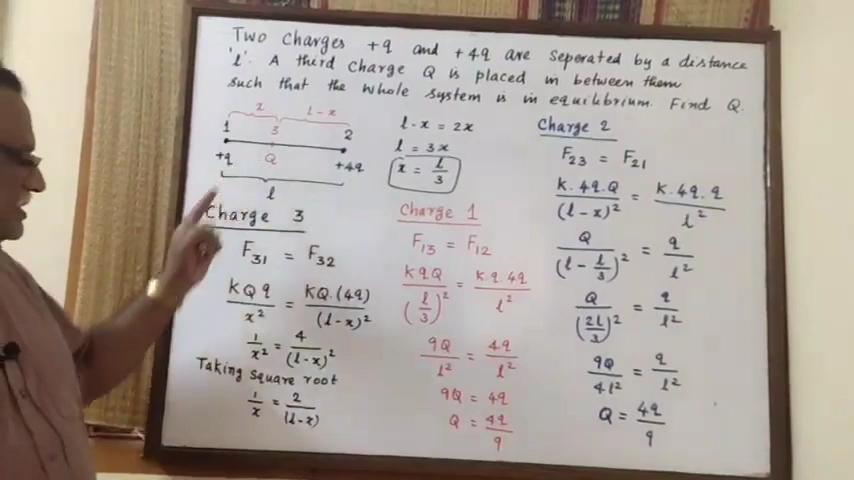 Two Charges +q and +4q are Seperated by a distance
'l'. A third Charge Q is placed in between them
such that the whole system is in equilibrium. Find Q.
x l-x
1 3 2
+q Q +4q
l
Charge 3
F31 = F32
KQq/x² = KQ.(4q)/(l-x)²
1/x² = 4/(l-x)²
Taking Square root
1/x = 2/(l-x)
l-x = 2x
l = 3x
x = l/3
Charge 1
F13 = F12
KqQ/(l/3)² = K.q.4q/l²
9Q/l² = 4q/l²
9Q = 4q
Q = 4q/9
Charge 2
F23 = F21
K.4q.Q/(l-x)² = K.4q.q/l²
Q/(l-l/3)² = q/l²
Q/(2l/3)² = q/l²
9Q/4l² = q/l²
Q = 4q/9